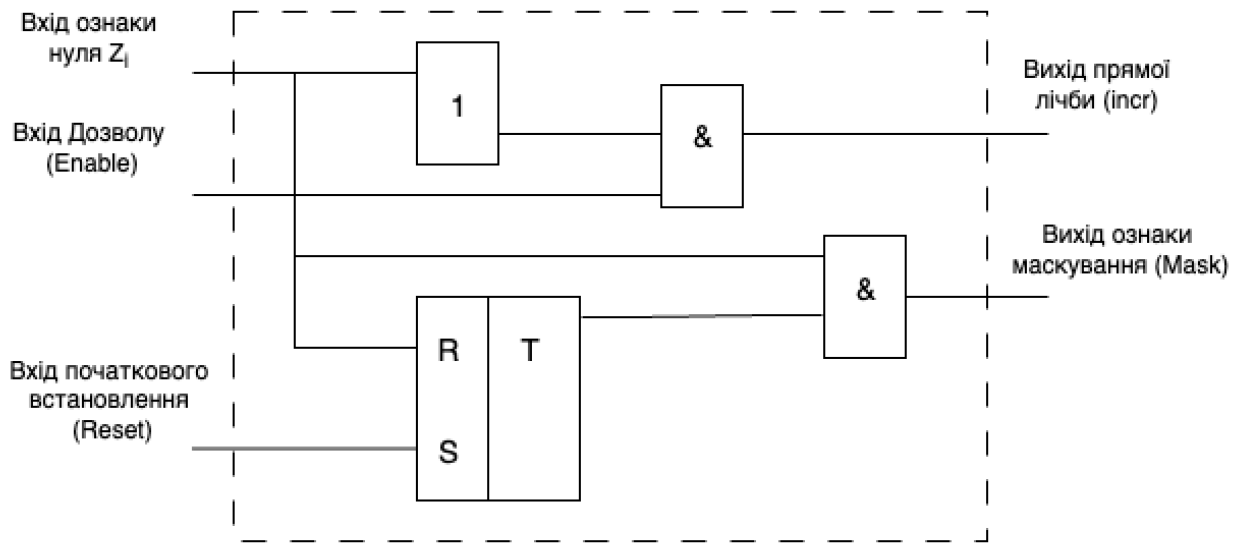 Вхід ознаки
нуля Zi
Вхід Дозволу
(Enable)
Вхід початкового
встановлення
(Reset)
1
&
&
R
T
S
Вихід прямої
лічби (incr)
Вихід ознаки
маскування (Mask)